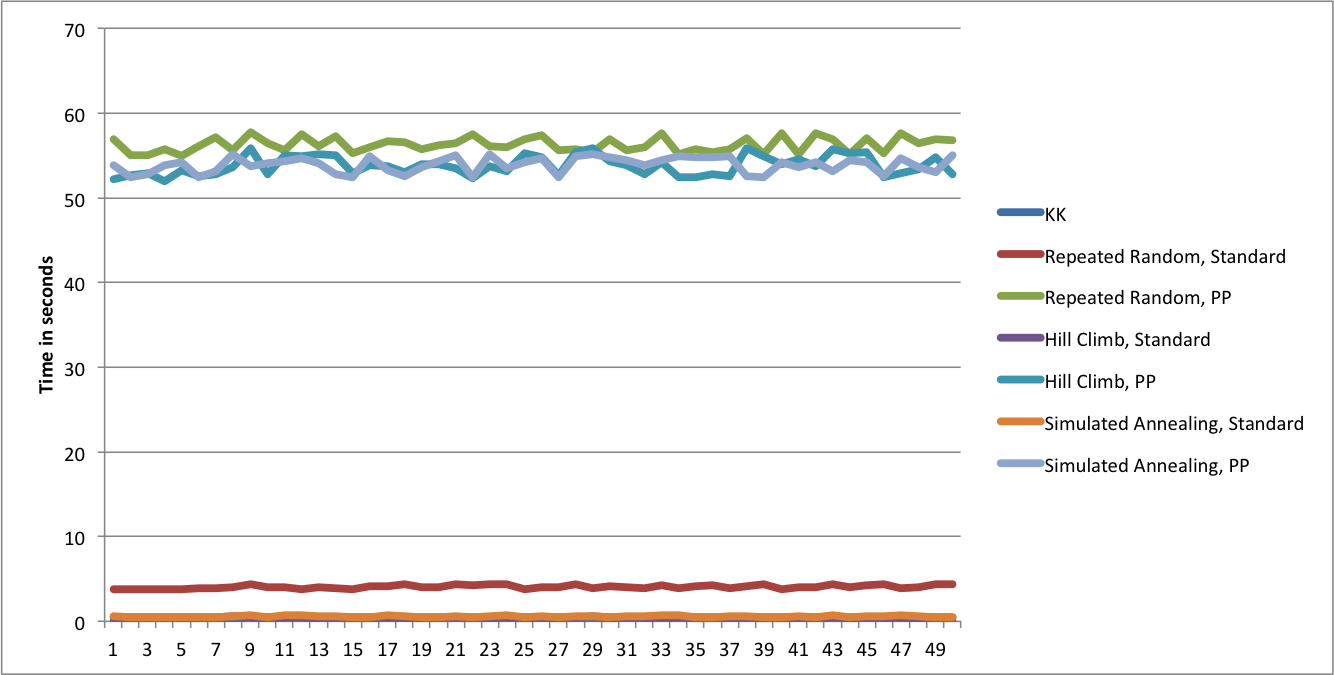 70
60
50
40
30
20
10
0
Time in seconds
1 3 5 7 9 11 13 15 17 19 21 23 25 27 29 31 33 35 37 39 41 43 45 47 49
KK
Repeated Random, Standard
Repeated Random, PP
Hill Climb, Standard
Hill Climb, PP
Simulated Annealing, Standard
Simulated Annealing, PP